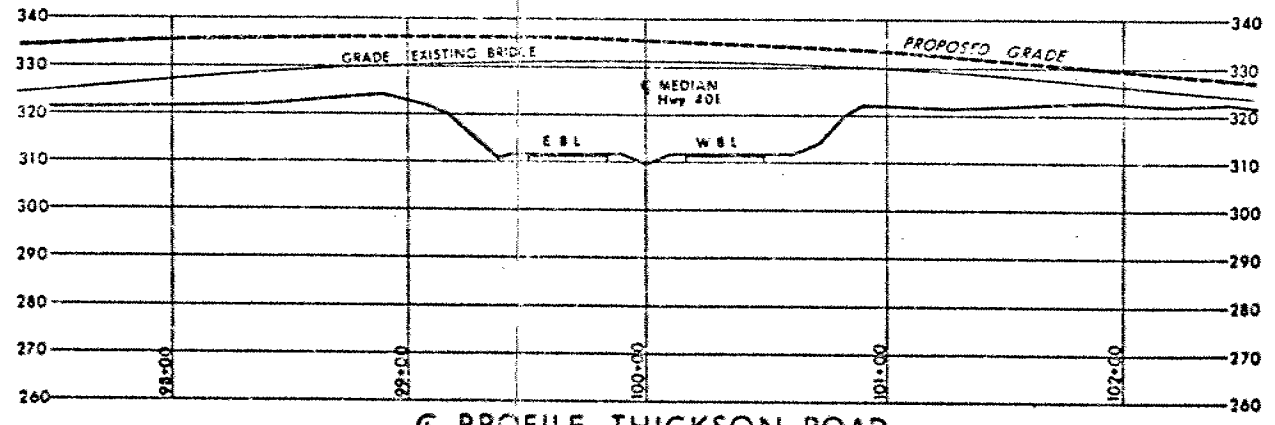 340 340
PROPOSED GRADE
GRADE EXISTING BRIDGE
330 330
℄ MEDIAN
Hwy 401
320 320
E B L W B L
310 310
300 300
290 290
280 280
270 270
98+00 99+00 100+00 101+00 102+00
260 260
℄ PROFILE THICKSON ROAD